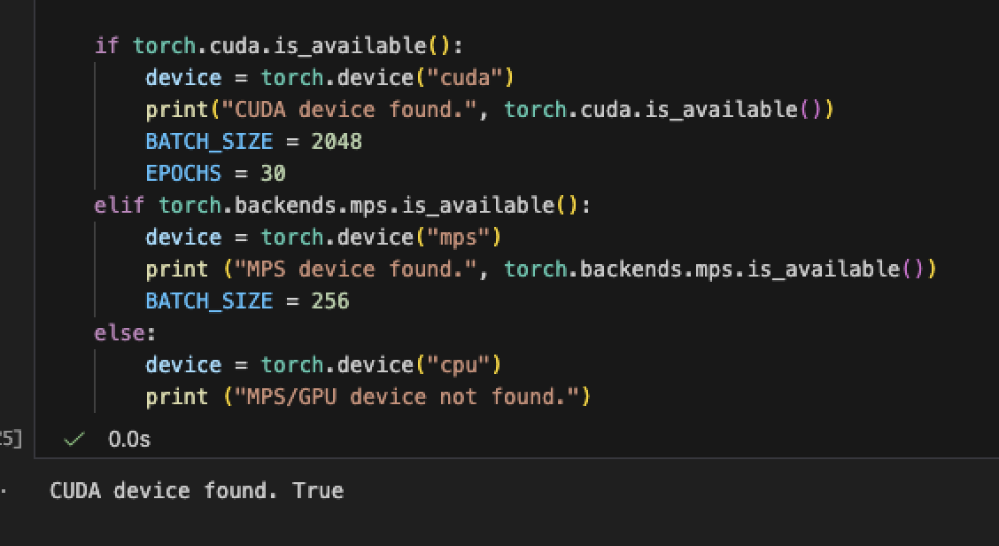 if torch.cuda.is_available():
    device = torch.device("cuda")
    print("CUDA device found.", torch.cuda.is_available())
    BATCH_SIZE = 2048
    EPOCHS = 30
elif torch.backends.mps.is_available():
    device = torch.device("mps")
    print ("MPS device found.", torch.backends.mps.is_available())
    BATCH_SIZE = 256
else:
    device = torch.device("cpu")
    print ("MPS/GPU device not found.")
5] ✓ 0.0s
CUDA device found. True